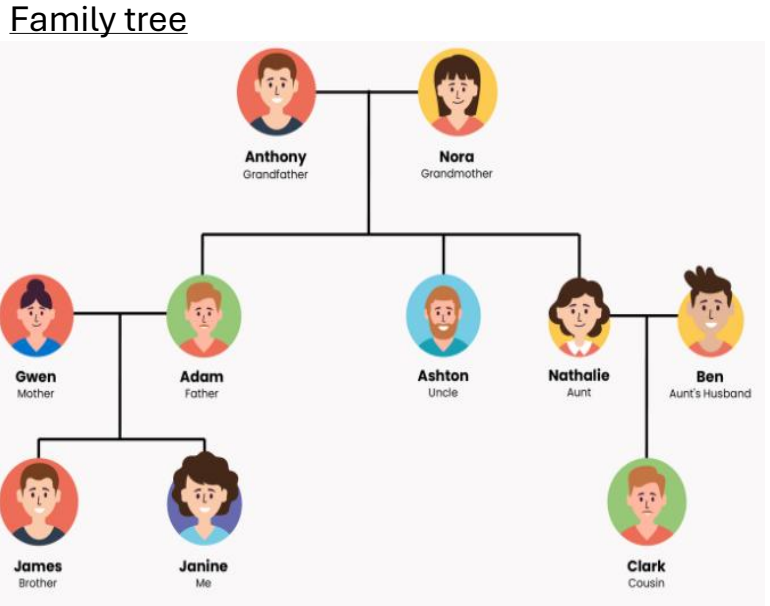 Family tree
Anthony
Grandfather
Nora
Grandmother
Gwen
Mother
Adam
Father
Ashton
Uncle
Nathalie
Aunt
Ben
Aunt's Husband
James
Brother
Janine
Me
Clark
Cousin